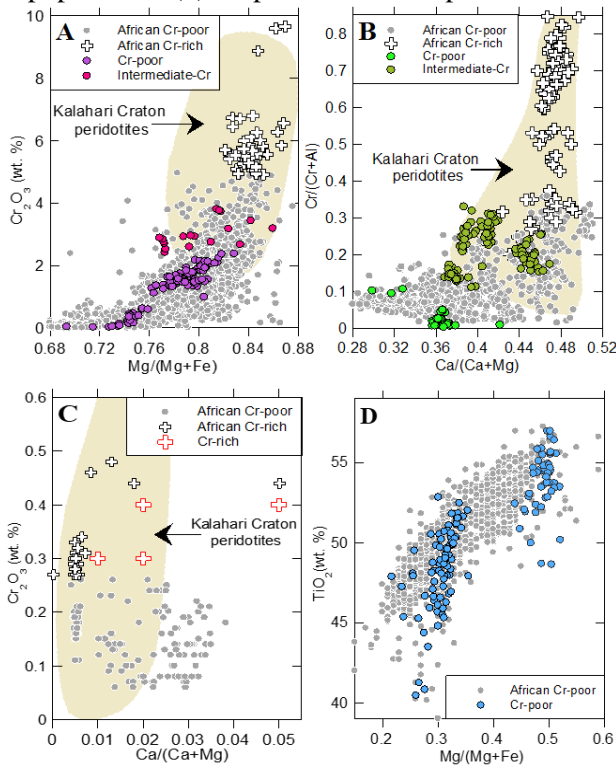 A
African Cr-poor
African Cr-rich
Cr-poor
Intermediate-Cr
Kalahari Craton
peridotites
Cr₂O₃ (wt. %)
10
8
6
4
2
0
0.68 0.72 0.76 0.80 0.84 0.88
Mg/(Mg+Fe)
B
African Cr-poor
African Cr-rich
Cr-poor
Intermediate-Cr
Kalahari Craton
peridotites
Cr/(Cr+Al)
0.8
0.7
0.6
0.5
0.4
0.3
0.2
0.1
0
0.28 0.32 0.36 0.40 0.44 0.48 0.52
Ca/(Ca+Mg)
C
African Cr-poor
African Cr-rich
Cr-rich
Kalahari Craton
peridotites
Cr₂O₃ (wt. %)
0.6
0.5
0.4
0.3
0.2
0.1
0
0 0.01 0.02 0.03 0.04 0.05
Ca/(Ca+Mg)
D
TiO₂(wt. %)
55
50
45
40
African Cr-poor
Cr-poor
0.2 0.3 0.4 0.5 0.6
Mg/(Mg+Fe)